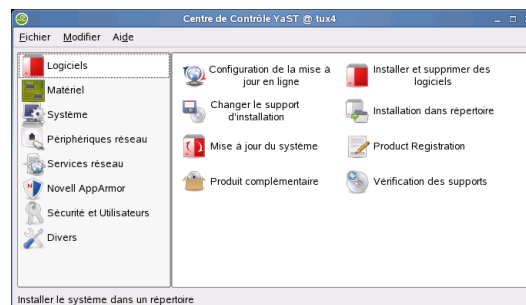 Centre de Contrôle YaST @ tux4
Fichier Modifier Aide
Logiciels
Matériel
Système
Périphériques réseau
Services réseau
Novell AppArmor
Sécurité et Utilisateurs
Divers
Configuration de la mise à
jour en ligne
Installer et supprimer des
logiciels
Changer le support
d'installation
Installation dans répertoire
Mise à jour du système
Product Registration
Produit complémentaire
Vérification des supports
Installer le système dans un répertoire